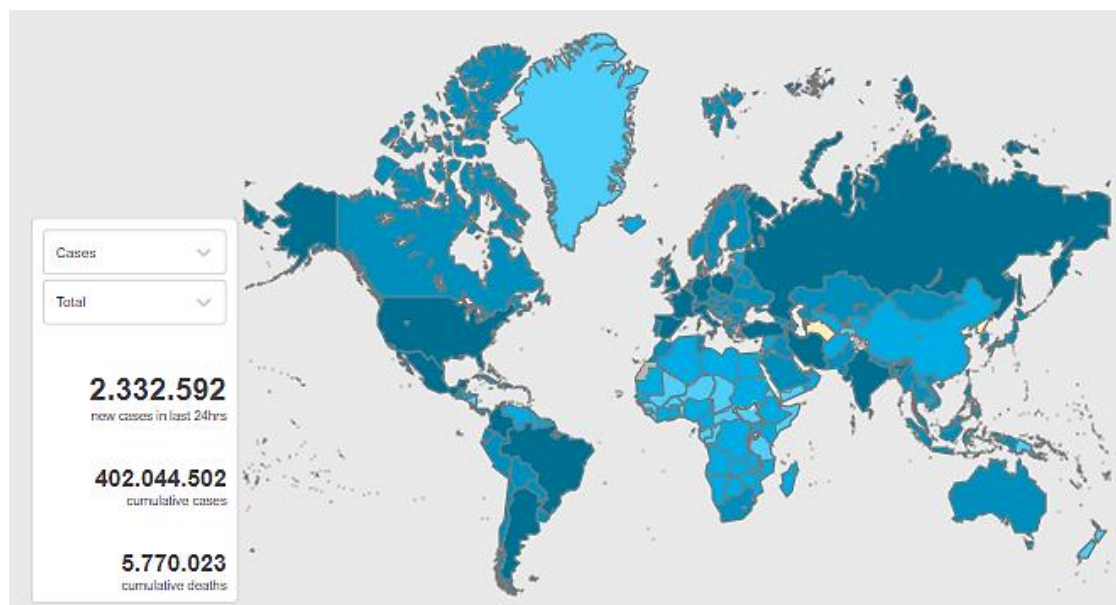 Cases
Total
2.332.592
new cases in last 24hrs
402.044.502
cumulative cases
5.770.023
cumulative deaths